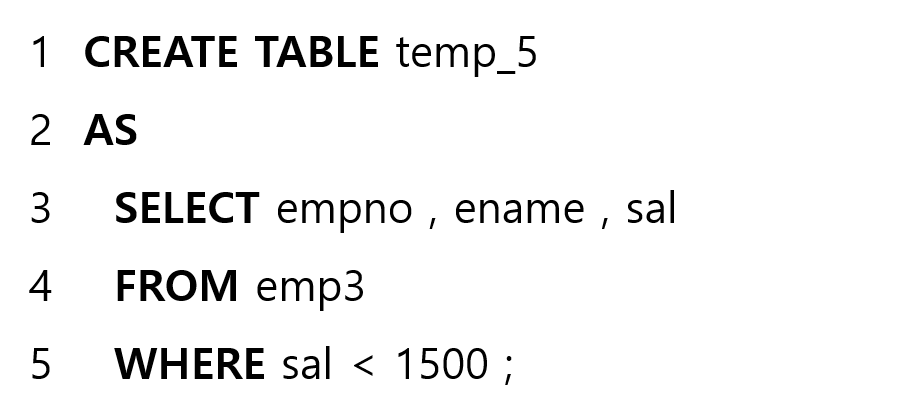 1 CREATE TABLE temp_5
2 AS
3 SELECT empno , ename , sal
4 FROM emp3
5 WHERE sal < 1500 ;